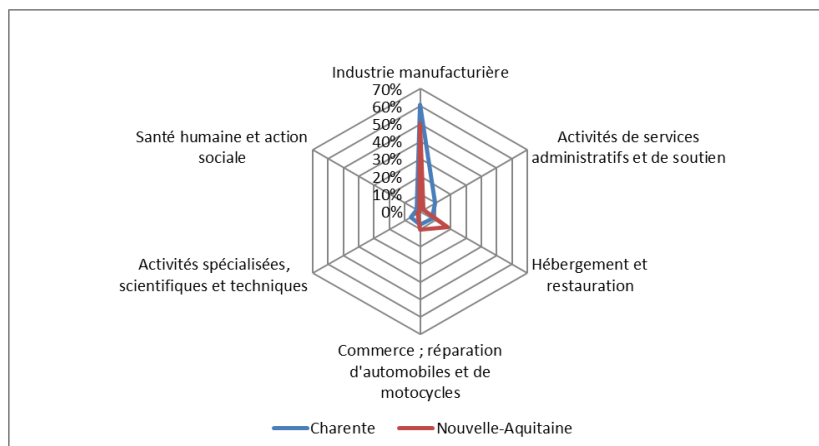 Industrie manufacturière
70%
60%
50%
40%
30%
20%
10%
0%
Activités de services
administratifs et de soutien
Hébergement et
restauration
Commerce ; réparation
d'automobiles et de
motocycles
Activités spécialisées,
scientifiques et techniques
Santé humaine et action
sociale
Charente
Nouvelle-Aquitaine